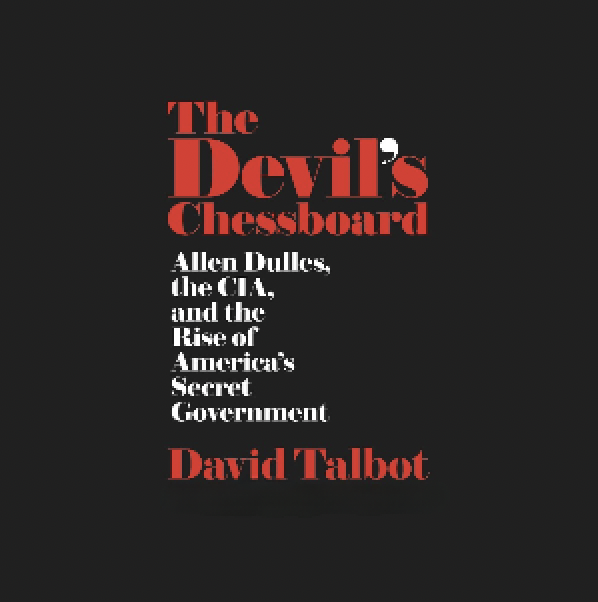 The
Devil's
Chessboard
Allen Dulles,
the CIA,
and the
Rise of
America's
Secret
Government
David Talbot